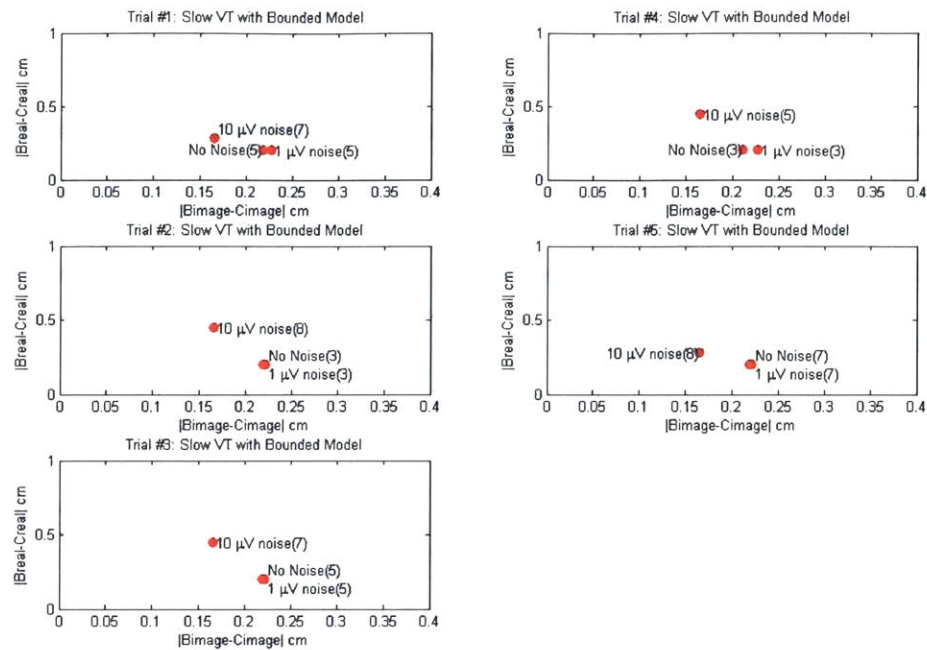 Trial #1: Slow VT with Bounded Model
1
|Breal-Creal| cm
0.5
10 µV noise(7)
No Noise(5) 1 µV noise(5)
0
0 0.05 0.1 0.15 0.2 0.25 0.3 0.35 0.4
|Bimage-Cimage| cm
Trial #2: Slow VT with Bounded Model
1
|Breal-Creal| cm
0.5
10 µV noise(8)
No Noise(3)
1 µV noise(3)
0
0 0.05 0.1 0.15 0.2 0.25 0.3 0.35 0.4
|Bimage-Cimage| cm
Trial #3: Slow VT with Bounded Model
1
|Breal-Creal| cm
0.5
10 µV noise(7)
No Noise(5)
1 µV noise(5)
0
0 0.05 0.1 0.15 0.2 0.25 0.3 0.35 0.4
|Bimage-Cimage| cm
Trial #4: Slow VT with Bounded Model
1
|Breal-Creal| cm
0.5
10 µV noise(5)
No Noise(3) 1 µV noise(3)
0
0 0.05 0.1 0.15 0.2 0.25 0.3 0.35 0.4
|Bimage-Cimage| cm
Trial #5: Slow VT with Bounded Model
1
|Breal-Creal| cm
0.5
10 µV noise(8)
No Noise(7)
1 µV noise(7)
0
0 0.05 0.1 0.15 0.2 0.25 0.3 0.35 0.4
|Bimage-Cimage| cm